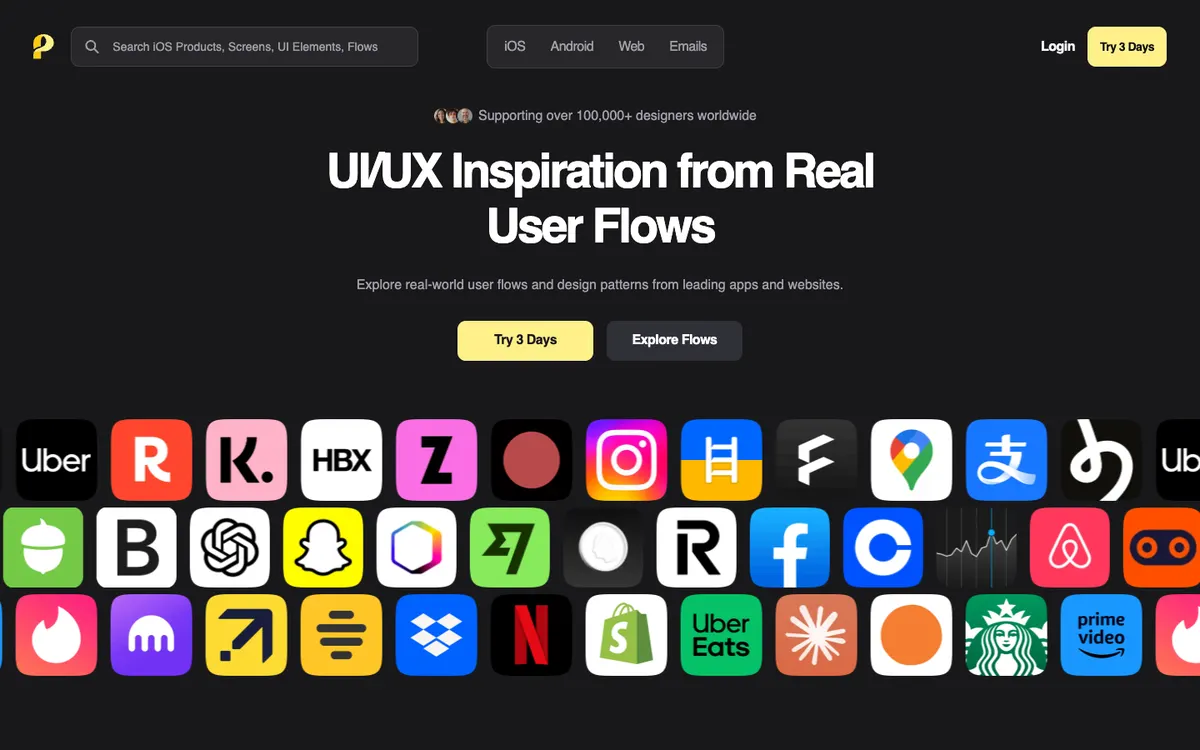 Search iOS Products, Screens, UI Elements, Flows
iOS
Android
Web
Emails
Login
Try 3 Days
Supporting over 100,000+ designers worldwide
UI/UX Inspiration from Real
User Flows
Explore real-world user flows and design patterns from leading apps and websites.
Try 3 Days
Explore Flows
Uber
R
K.
HBX
Z
支
Ub
B
R
f
N
S
Uber
Eats
prime
video